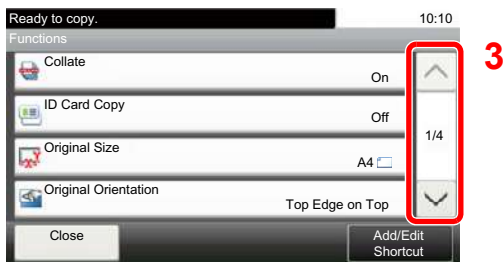 Ready to copy. 10:10
Functions
Collate
On
ID Card Copy
Off
Original Size
A4
Original Orientation
Top Edge on Top
1/4
Close
Add/Edit
Shortcut
3